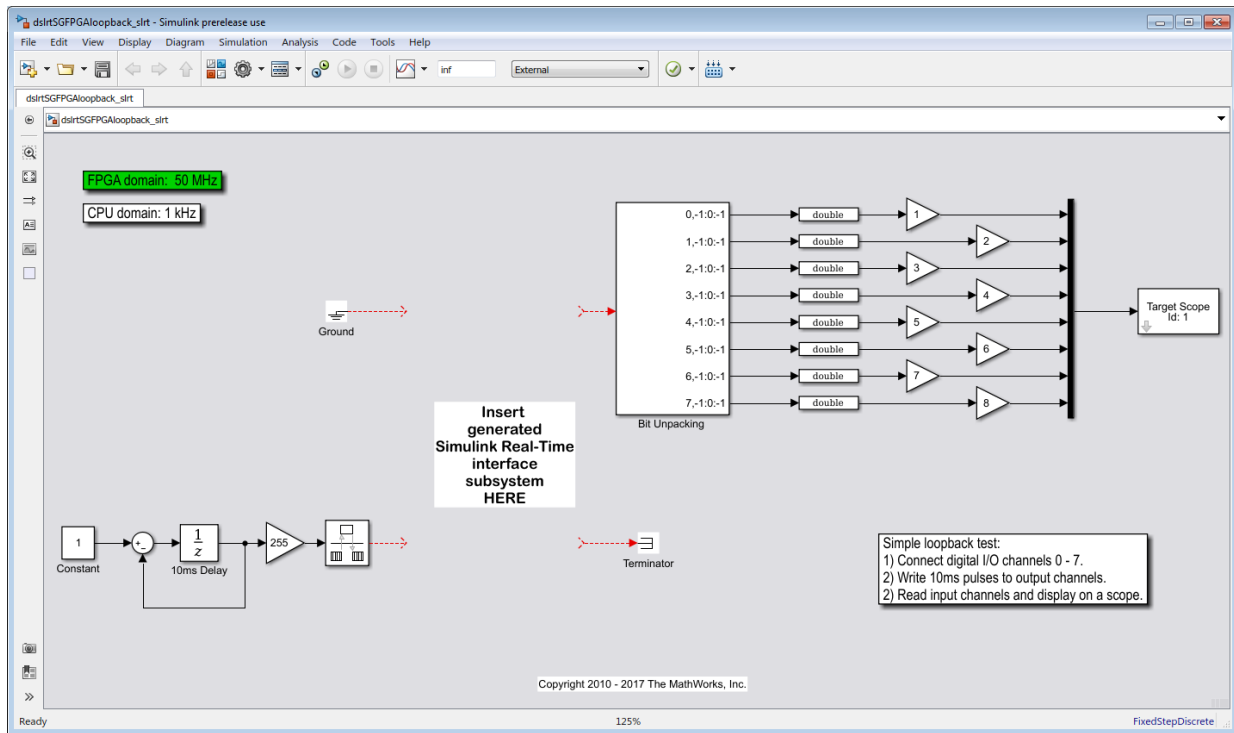 dslrtSGFPGAloopback_slrt - Simulink prerelease use
File Edit View Display Diagram Simulation Analysis Code Tools Help
inf External
dslrtSGFPGAloopback_slrt
dslrtSGFPGAloopback_slrt
FPGA domain: 50 MHz
CPU domain: 1 kHz
0,-1:0:-1 double 1
1,-1:0:-1 double 2
2,-1:0:-1 double 3
3,-1:0:-1 double 4
4,-1:0:-1 double 5
5,-1:0:-1 double 6
6,-1:0:-1 double 7
7,-1:0:-1 double 8
Bit Unpacking
Target Scope
Id: 1
Ground
Insert
generated
Simulink Real-Time
interface
subsystem
HERE
1
Constant
+
-
1
z
10ms Delay
255
Terminator
Simple loopback test:
1) Connect digital I/O channels 0 - 7.
2) Write 10ms pulses to output channels.
2) Read input channels and display on a scope.
Copyright 2010 - 2017 The MathWorks, Inc.
Ready 125% FixedStepDiscrete